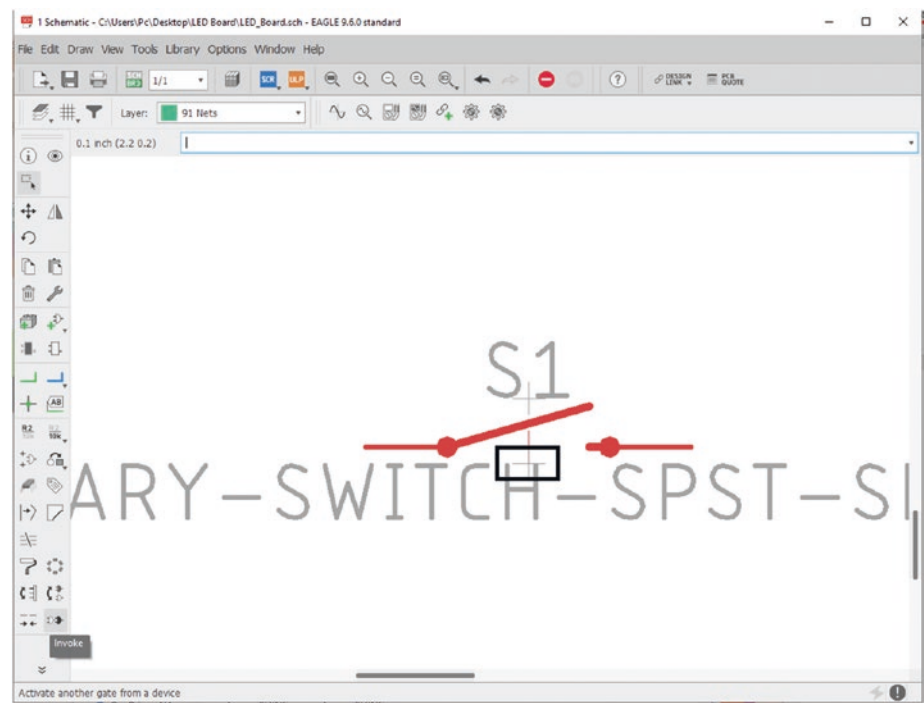 1 Schematic - C:\Users\Pc\Desktop\LED Board\LED_Board.sch - EAGLE 9.6.0 standard
File Edit Draw View Tools Library Options Window Help
1/1 SCR ULP DESIGN LINK PCB QUOTE
Layer: 91 Nets
0.1 inch (2.2 0.2)
S1
ARY-SWITCH-SPST-S
R2
10k
Invoke
Activate another gate from a device